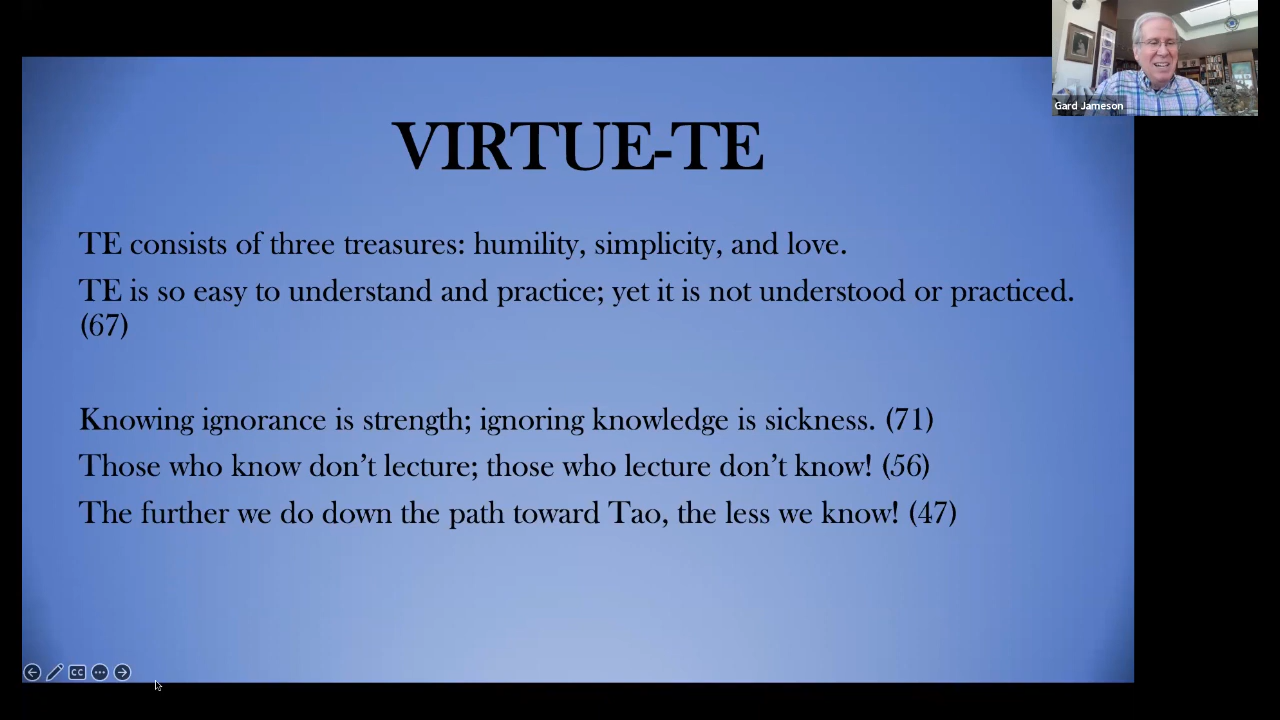 Gard Jameson
VIRTUE-TE
TE consists of three treasures: humility, simplicity, and love.
TE is so easy to understand and practice; yet it is not understood or practiced.
(67)
Knowing ignorance is strength; ignoring knowledge is sickness. (71)
Those who know don’t lecture; those who lecture don’t know! (56)
The further we do down the path toward Tao, the less we know! (47)
CC